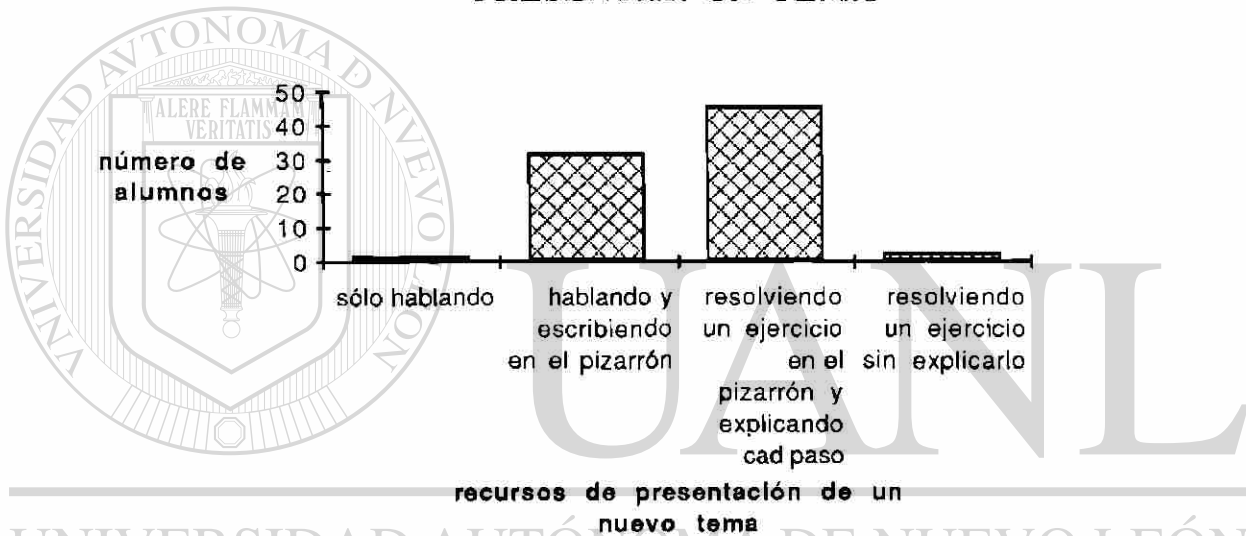 50
40
30
20
10
0
número de
alumnos
sólo hablando
hablando y
escribiendo
en el pizarrón
resolviendo
un ejercicio
en el
pizarrón y
explicando
cad paso
resolviendo
un ejercicio
sin explicarlo
recursos de presentación de un
nuevo tema
UNIVERSIDAD AUTÓNOMA DE NUEVO LEÓN
UANL
ALERE FLAMMAM
VERITATIS